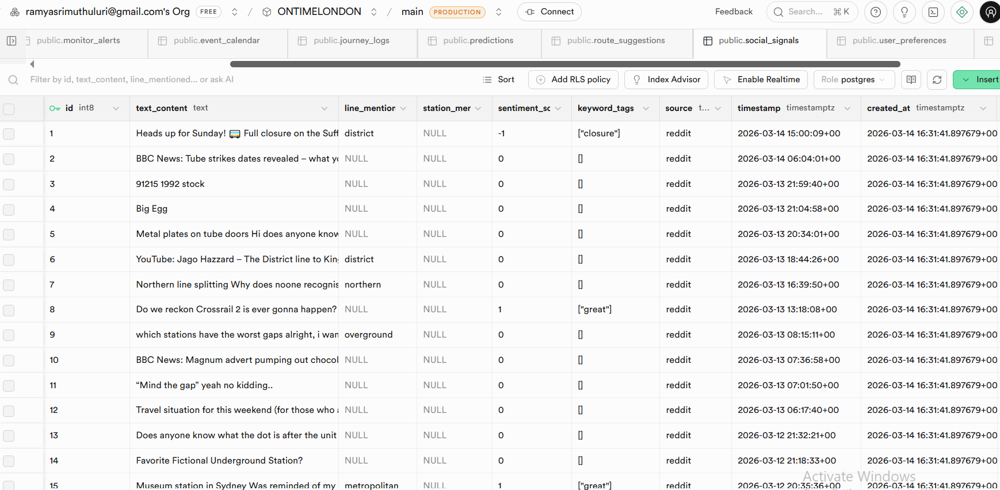 ramyasrimuthuluri@gmail.com's Org FREE / ONTIMELONDON / main PRODUCTION Connect Feedback Search... ⌘ K
public.monitor_alerts public.event_calendar public.journey_logs public.predictions public.route_suggestions public.social_signals public.user_preferences
Filter by id, text_content, line_mentioned... or ask AI Sort Add RLS policy Index Advisor Enable Realtime Role postgres Insert
id int8 text_content text line_mention station_mer sentiment_sc keyword_tags source t... timestamp timestamptz created_at timestamptz
1 Heads up for Sunday! 🚃 Full closure on the Suff district NULL -1 ["closure"] reddit 2026-03-14 15:00:09+00 2026-03-14 16:31:41.897679+00
2 BBC News: Tube strikes dates revealed – what yo NULL NULL 0 [] reddit 2026-03-14 06:04:01+00 2026-03-14 16:31:41.897679+00
3 91215 1992 stock NULL NULL 0 [] reddit 2026-03-13 21:59:40+00 2026-03-14 16:31:41.897679+00
4 Big Egg NULL NULL 0 [] reddit 2026-03-13 21:04:58+00 2026-03-14 16:31:41.897679+00
5 Metal plates on tube doors Hi does anyone know NULL NULL 0 [] reddit 2026-03-13 20:34:01+00 2026-03-14 16:31:41.897679+00
6 YouTube: Jago Hazzard – The District line to King district NULL 0 [] reddit 2026-03-13 18:44:26+00 2026-03-14 16:31:41.897679+00
7 Northern line splitting Why does noone recognis northern NULL 0 [] reddit 2026-03-13 16:39:50+00 2026-03-14 16:31:41.897679+00
8 Do we reckon Crossrail 2 is ever gonna happen? NULL NULL 1 ["great"] reddit 2026-03-13 13:18:08+00 2026-03-14 16:31:41.897679+00
9 which stations have the worst gaps alright, i wan overground NULL 0 [] reddit 2026-03-13 08:15:11+00 2026-03-14 16:31:41.897679+00
10 BBC News: Magnum advert pumping out chocol NULL NULL 0 [] reddit 2026-03-13 07:36:58+00 2026-03-14 16:31:41.897679+00
11 “Mind the gap” yeah no kidding.. NULL NULL 0 [] reddit 2026-03-13 07:01:50+00 2026-03-14 16:31:41.897679+00
12 Travel situation for this weekend (for those who a NULL NULL 0 [] reddit 2026-03-13 06:17:40+00 2026-03-14 16:31:41.897679+00
13 Does anyone know what the dot is after the unit NULL NULL 0 [] reddit 2026-03-12 21:32:21+00 2026-03-14 16:31:41.897679+00
14 Favorite Fictional Underground Station? NULL NULL 0 [] reddit 2026-03-12 21:18:33+00 2026-03-14 16:31:41.897679+00
Activate Windows
15 Museum station in Sydney Was reminded of my metropolitan NULL 1 ["great"] reddit 2026-03-12 20:35:36+00 2026-03-14 16:31:41.897679+00